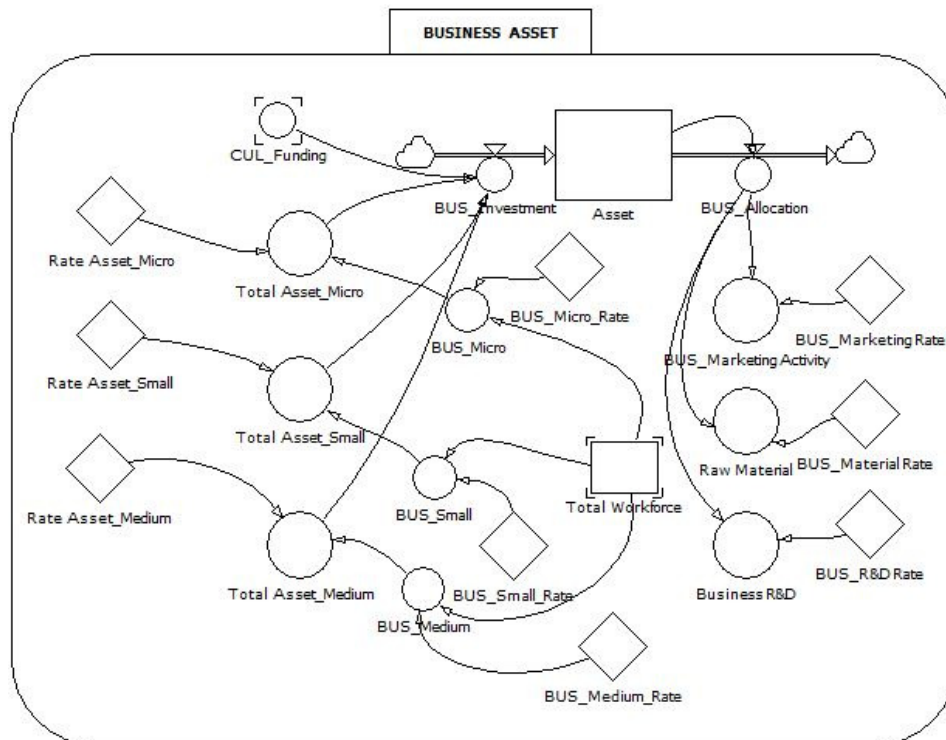 BUSINESS ASSET
CUL_Funding
BUS_Investment
Asset
BUS_Allocation
Rate Asset_Micro
Total Asset_Micro
BUS_Micro_Rate
BUS_Micro
BUS_Marketing Rate
BUS_Marketing Activity
Rate Asset_Small
Total Asset_Small
Raw Material
BUS_Material Rate
Rate Asset_Medium
BUS_Small
Total Workforce
Total Asset_Medium
BUS_Small_Rate
Business R&D
BUS_R&D Rate
BUS_Medium
BUS_Medium_Rate